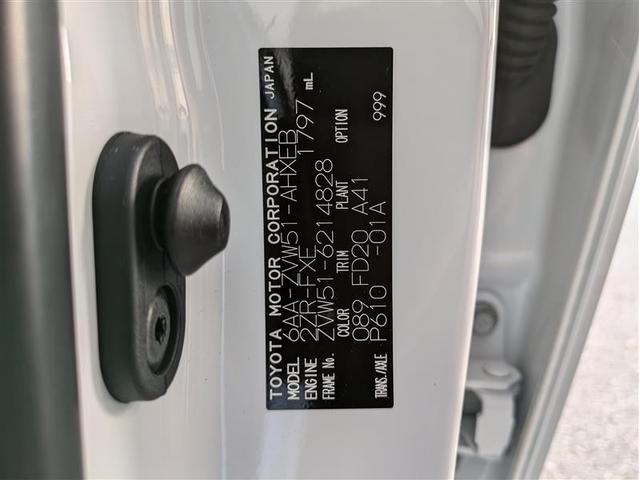 TOYOTA MOTOR CORPORATION JAPAN
MODEL 6AA-ZVW51-AHXEB
ENGINE 2ZR-FXE 1797 mL
FRAME No. ZVW51-6214828
COLOR TRIM PLANT OPTION
089 FD20 A41 999
TRANS./AXLE P610 -01A